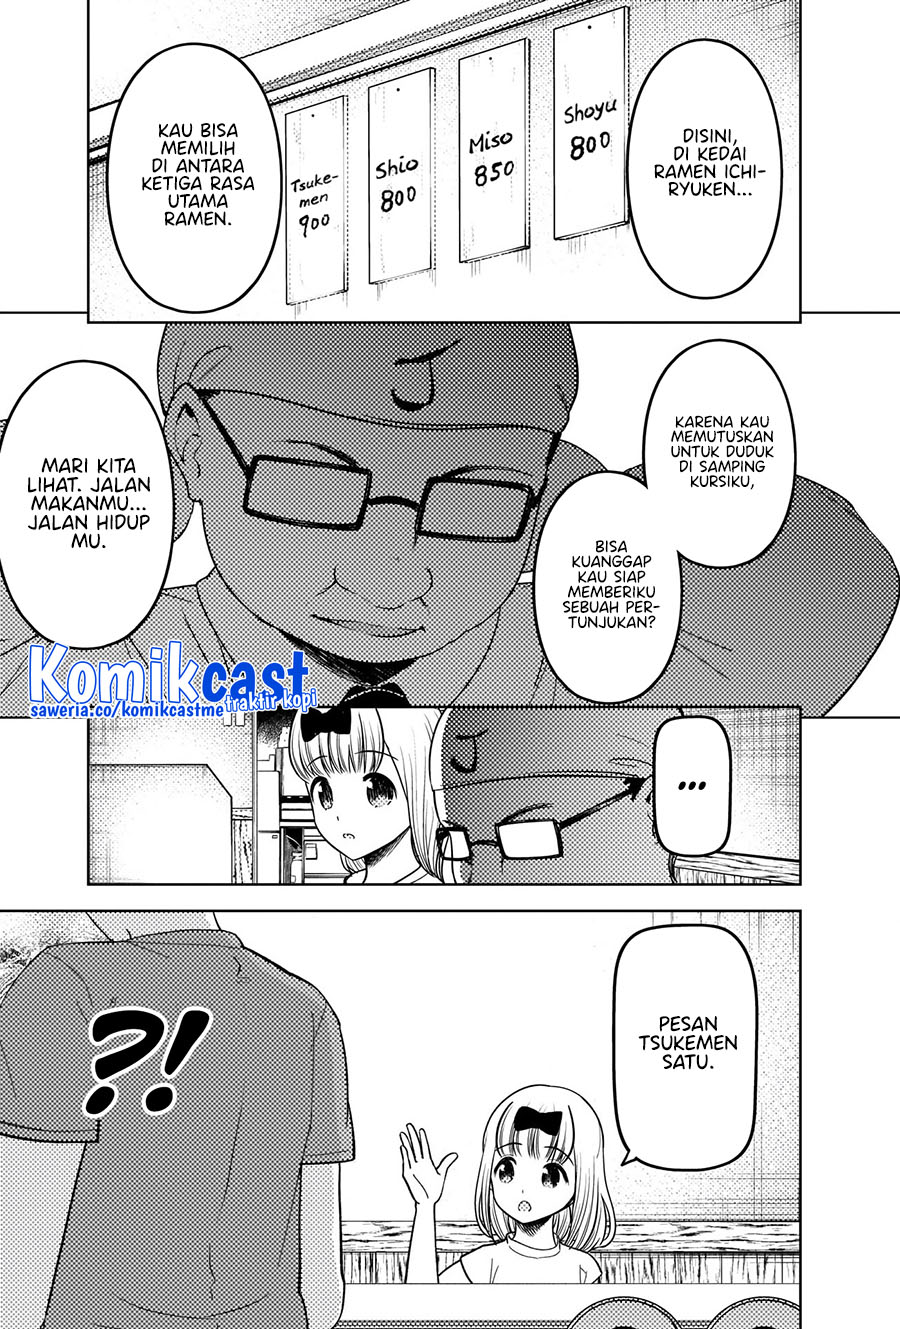 DISINI,
DI KEDAI
RAMEN ICHI-
RYUKEN...
Shoyu
800
Miso
850
Shio
800
Tsuke-
men
900
KAU BISA
MEMILIH
DI ANTARA
KETIGA RASA
UTAMA
RAMEN.
KARENA KAU
MEMUTUSKAN
UNTUK DUDUK
DI SAMPING
KURSIKU,
BISA
KUANGGAP
KAU SIAP
MEMBERIKU
SEBUAH PER-
TUNJUKAN?
MARI KITA
LIHAT. JALAN
MAKANMU...
JALAN HIDUP
MU.
Komikcast
saweria.co/komikcastme
traktir kopi
...
PESAN
TSUKEMEN
SATU.
?!